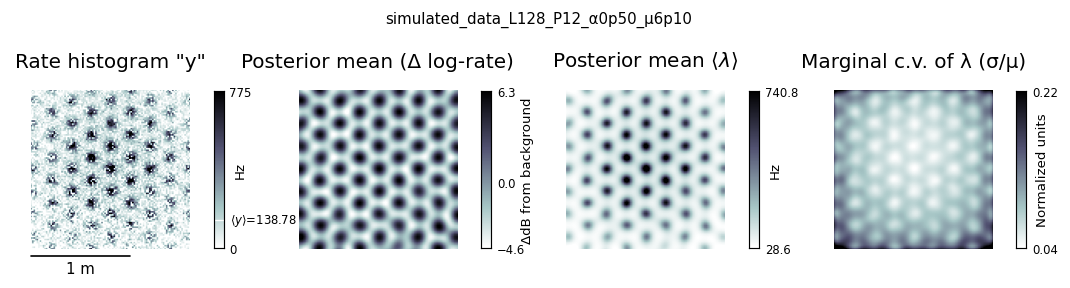 simulated_data_L128_P12_α0p50_μ6p10
Rate histogram "y"
775
Hz
⟨y⟩=138.78
0
1 m
Posterior mean (Δ log-rate)
6.3
0.0
−4.6
ΔdB from background
Posterior mean ⟨λ⟩
740.8
Hz
28.6
Marginal c.v. of λ (σ/μ)
0.22
Normalized units
0.04